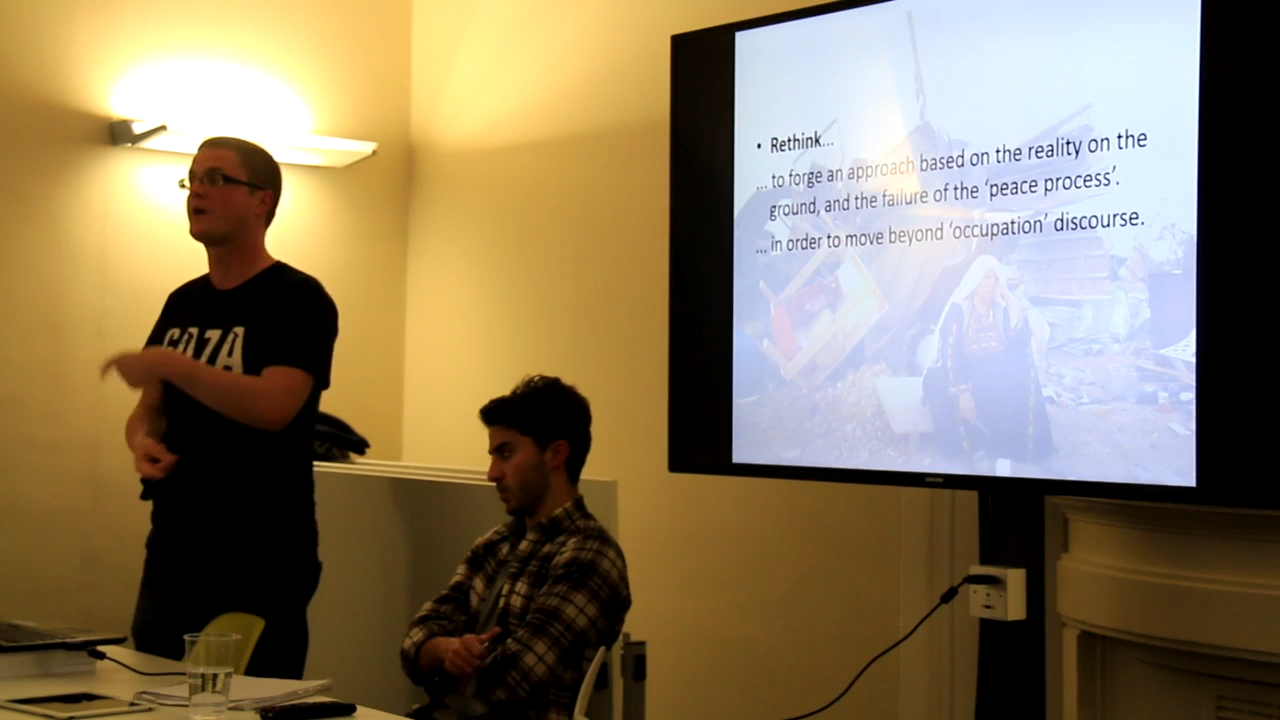 GAZA
• Rethink...
... to forge an approach based on the reality on the
ground, and the failure of the 'peace process'.
... in order to move beyond 'occupation' discourse.
SAMSUNG